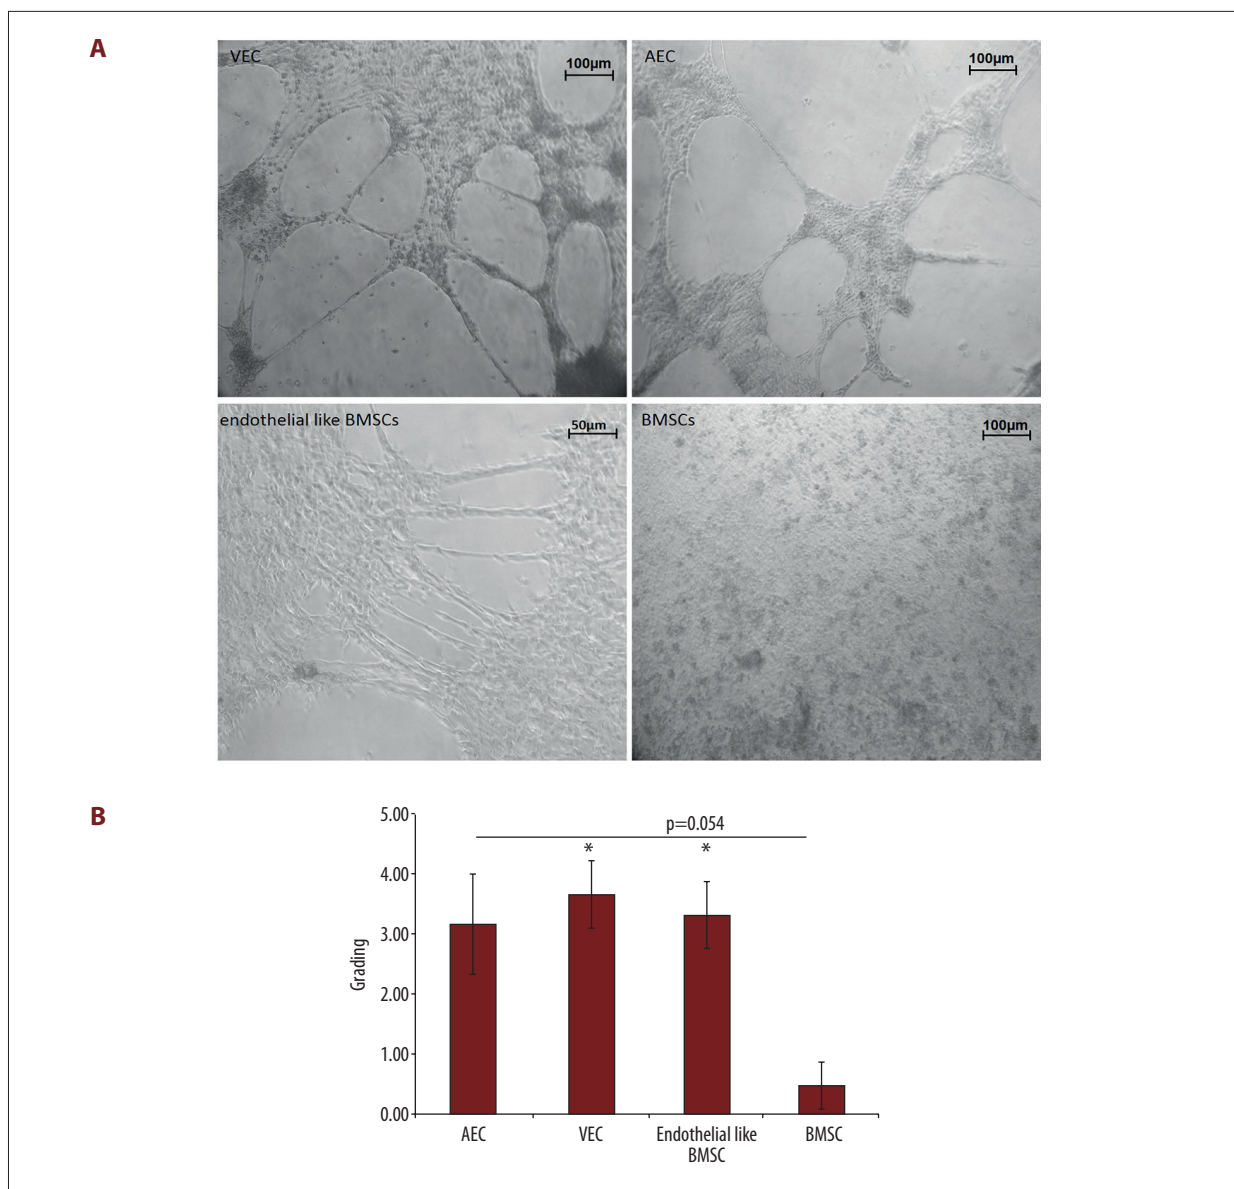 A
VEC
100µm
AEC
100µm
endothelial like BMSCs
50µm
BMSCs
100µm
B
5.00
4.00
3.00
2.00
1.00
0.00
Grading
p=0.054
*
*
AEC
VEC
Endothelial like
BMSC
BMSC